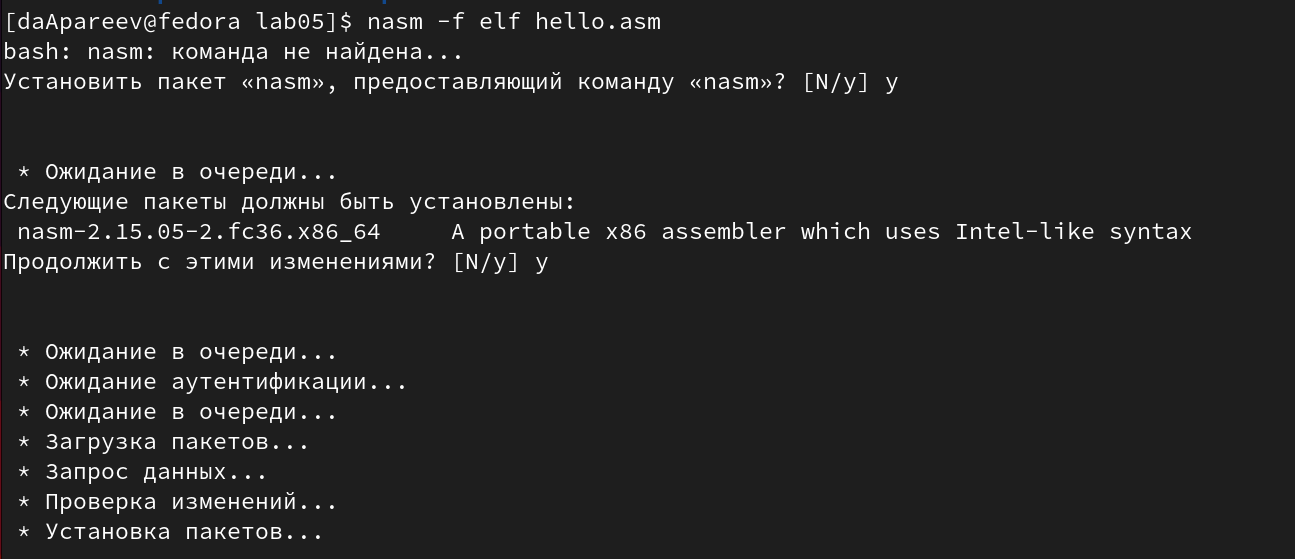 [daApareev@fedora lab05]$ nasm -f elf hello.asm
bash: nasm: команда не найдена...
Установить пакет «nasm», предоставляющий команду «nasm»? [N/y] y
* Ожидание в очереди...
Следующие пакеты должны быть установлены:
nasm-2.15.05-2.fc36.x86_64     A portable x86 assembler which uses Intel-like syntax
Продолжить с этими изменениями? [N/y] y
* Ожидание в очереди...
* Ожидание аутентификации...
* Ожидание в очереди...
* Загрузка пакетов...
* Запрос данных...
* Проверка изменений...
* Установка пакетов...